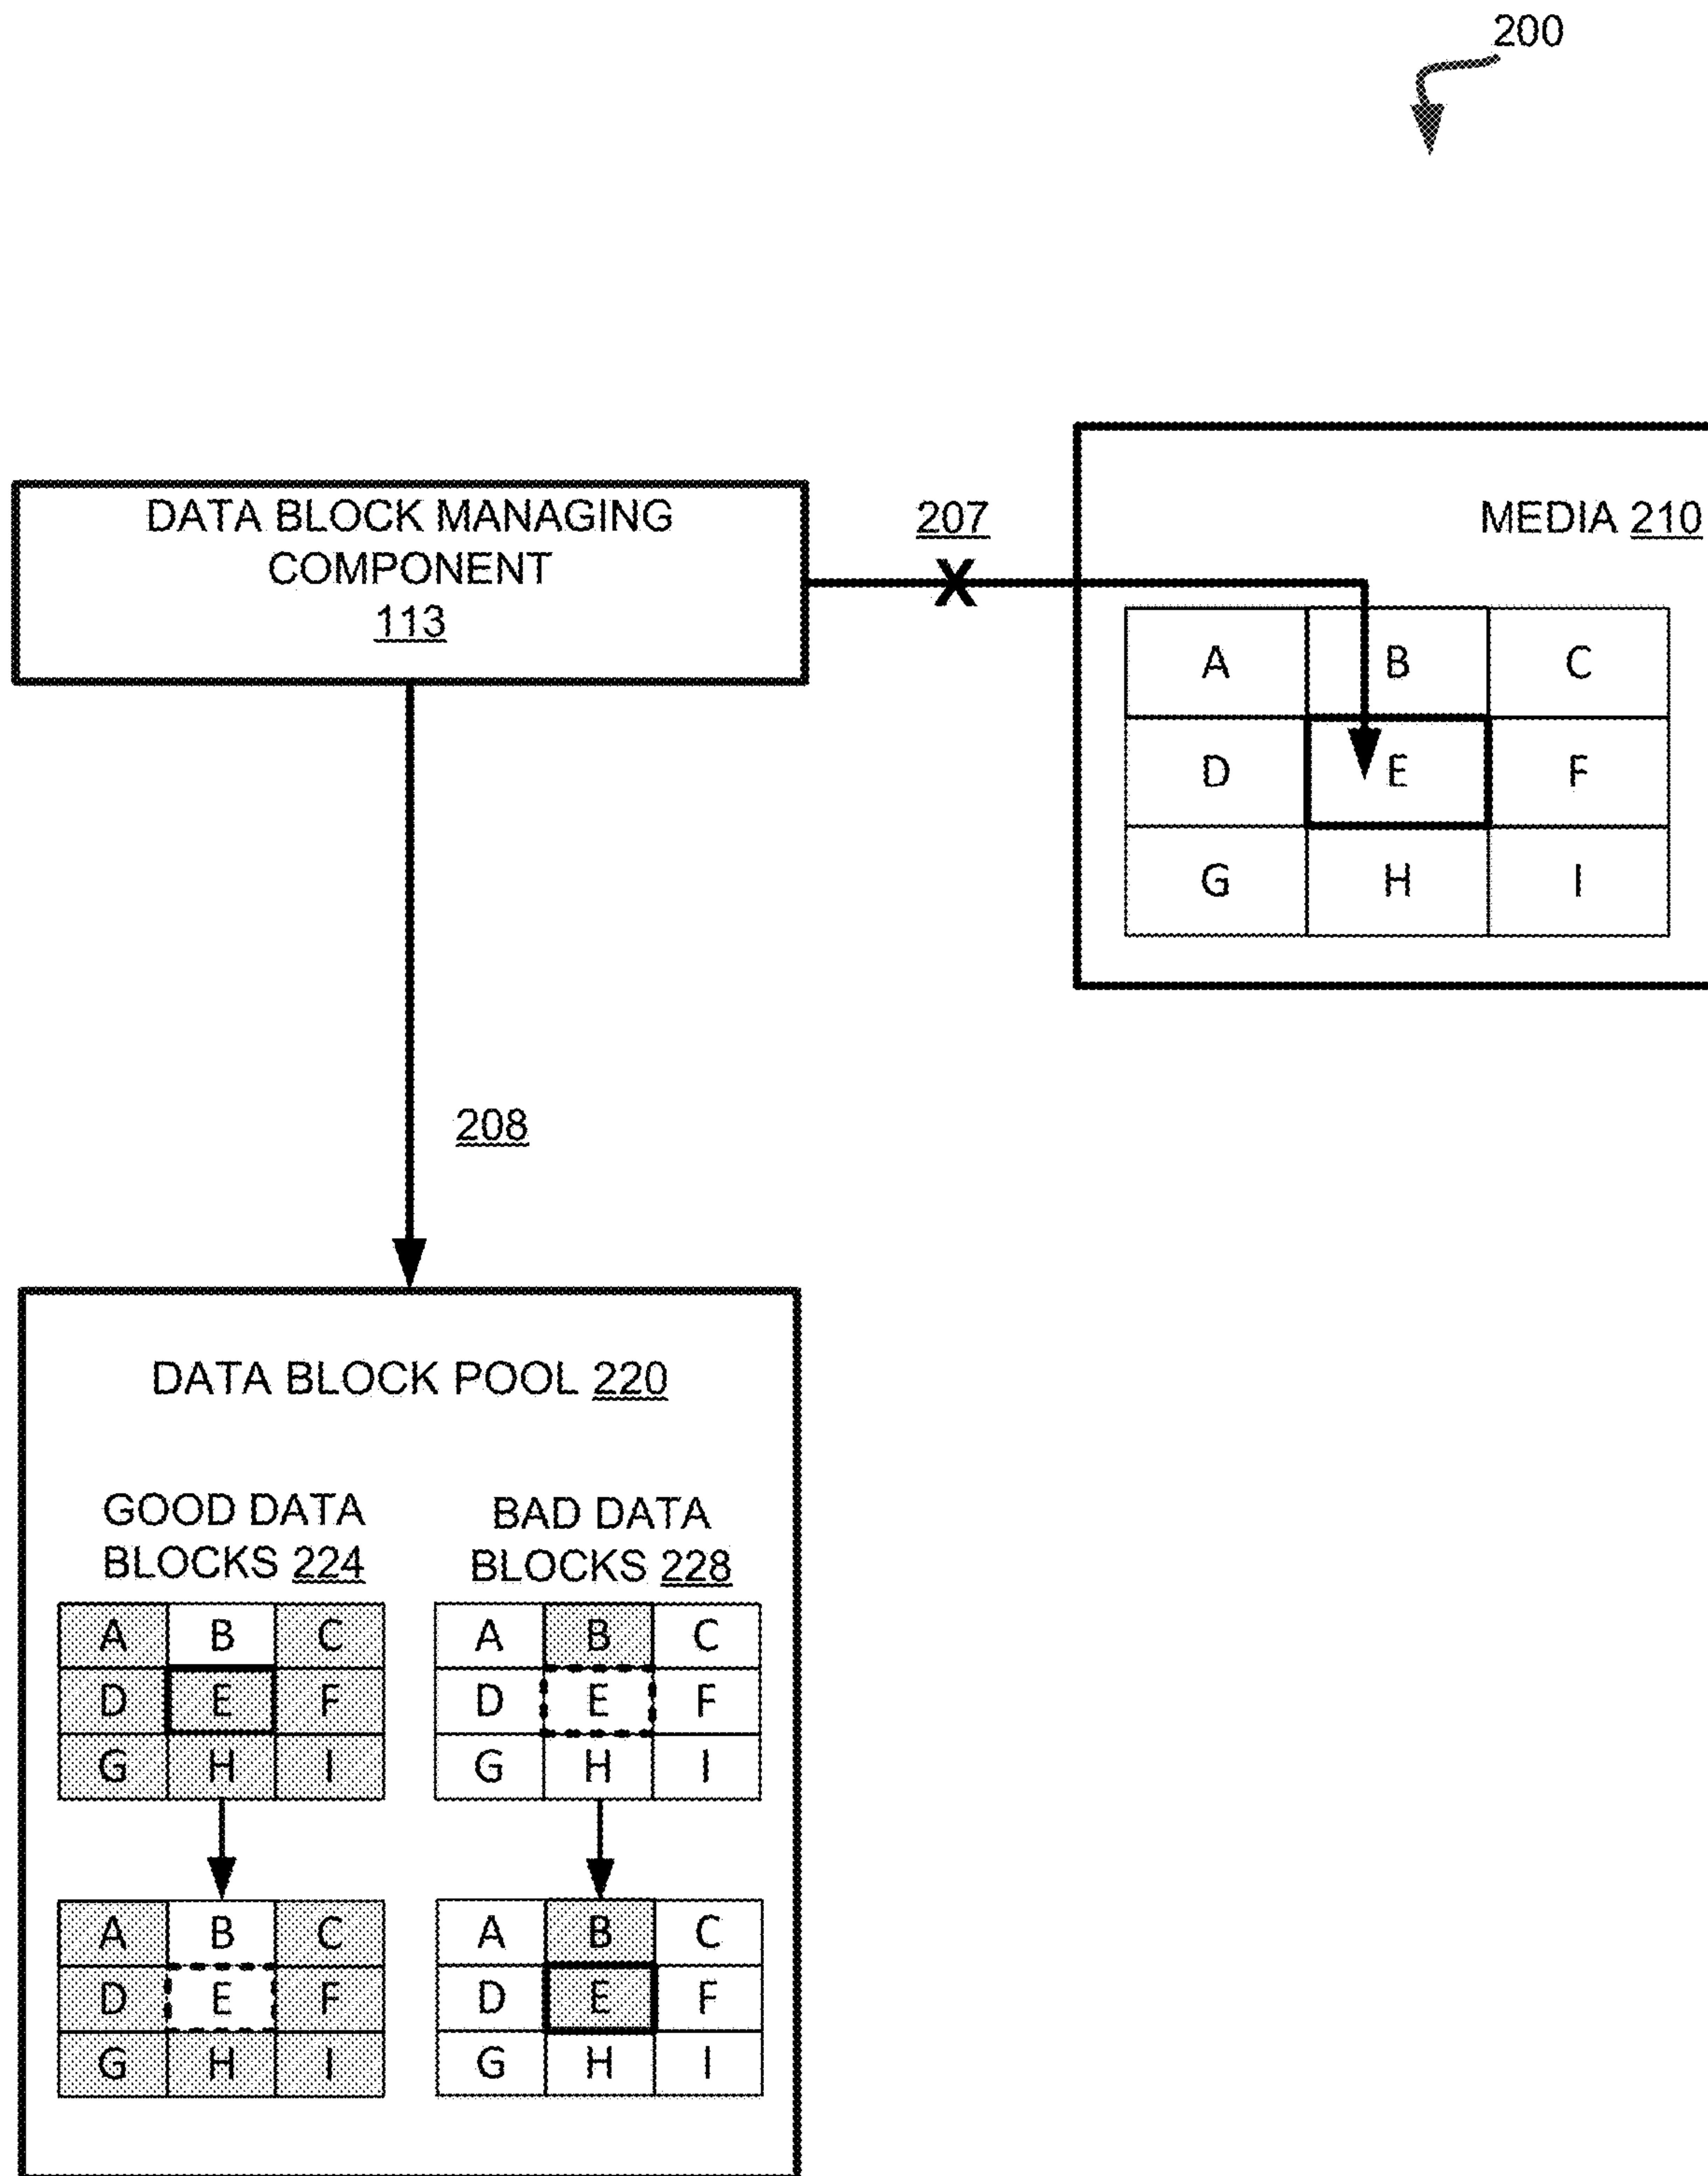 200
DATA BLOCK MANAGING
COMPONENT
113
207
X
MEDIA 210
A B C
D E F
G H I
208
DATA BLOCK POOL 220
GOOD DATA
BLOCKS 224
A B C
D E F
G H I
A B C
D E F
G H I
BAD DATA
BLOCKS 228
A B C
D E F
G H I
A B C
D E F
G H I